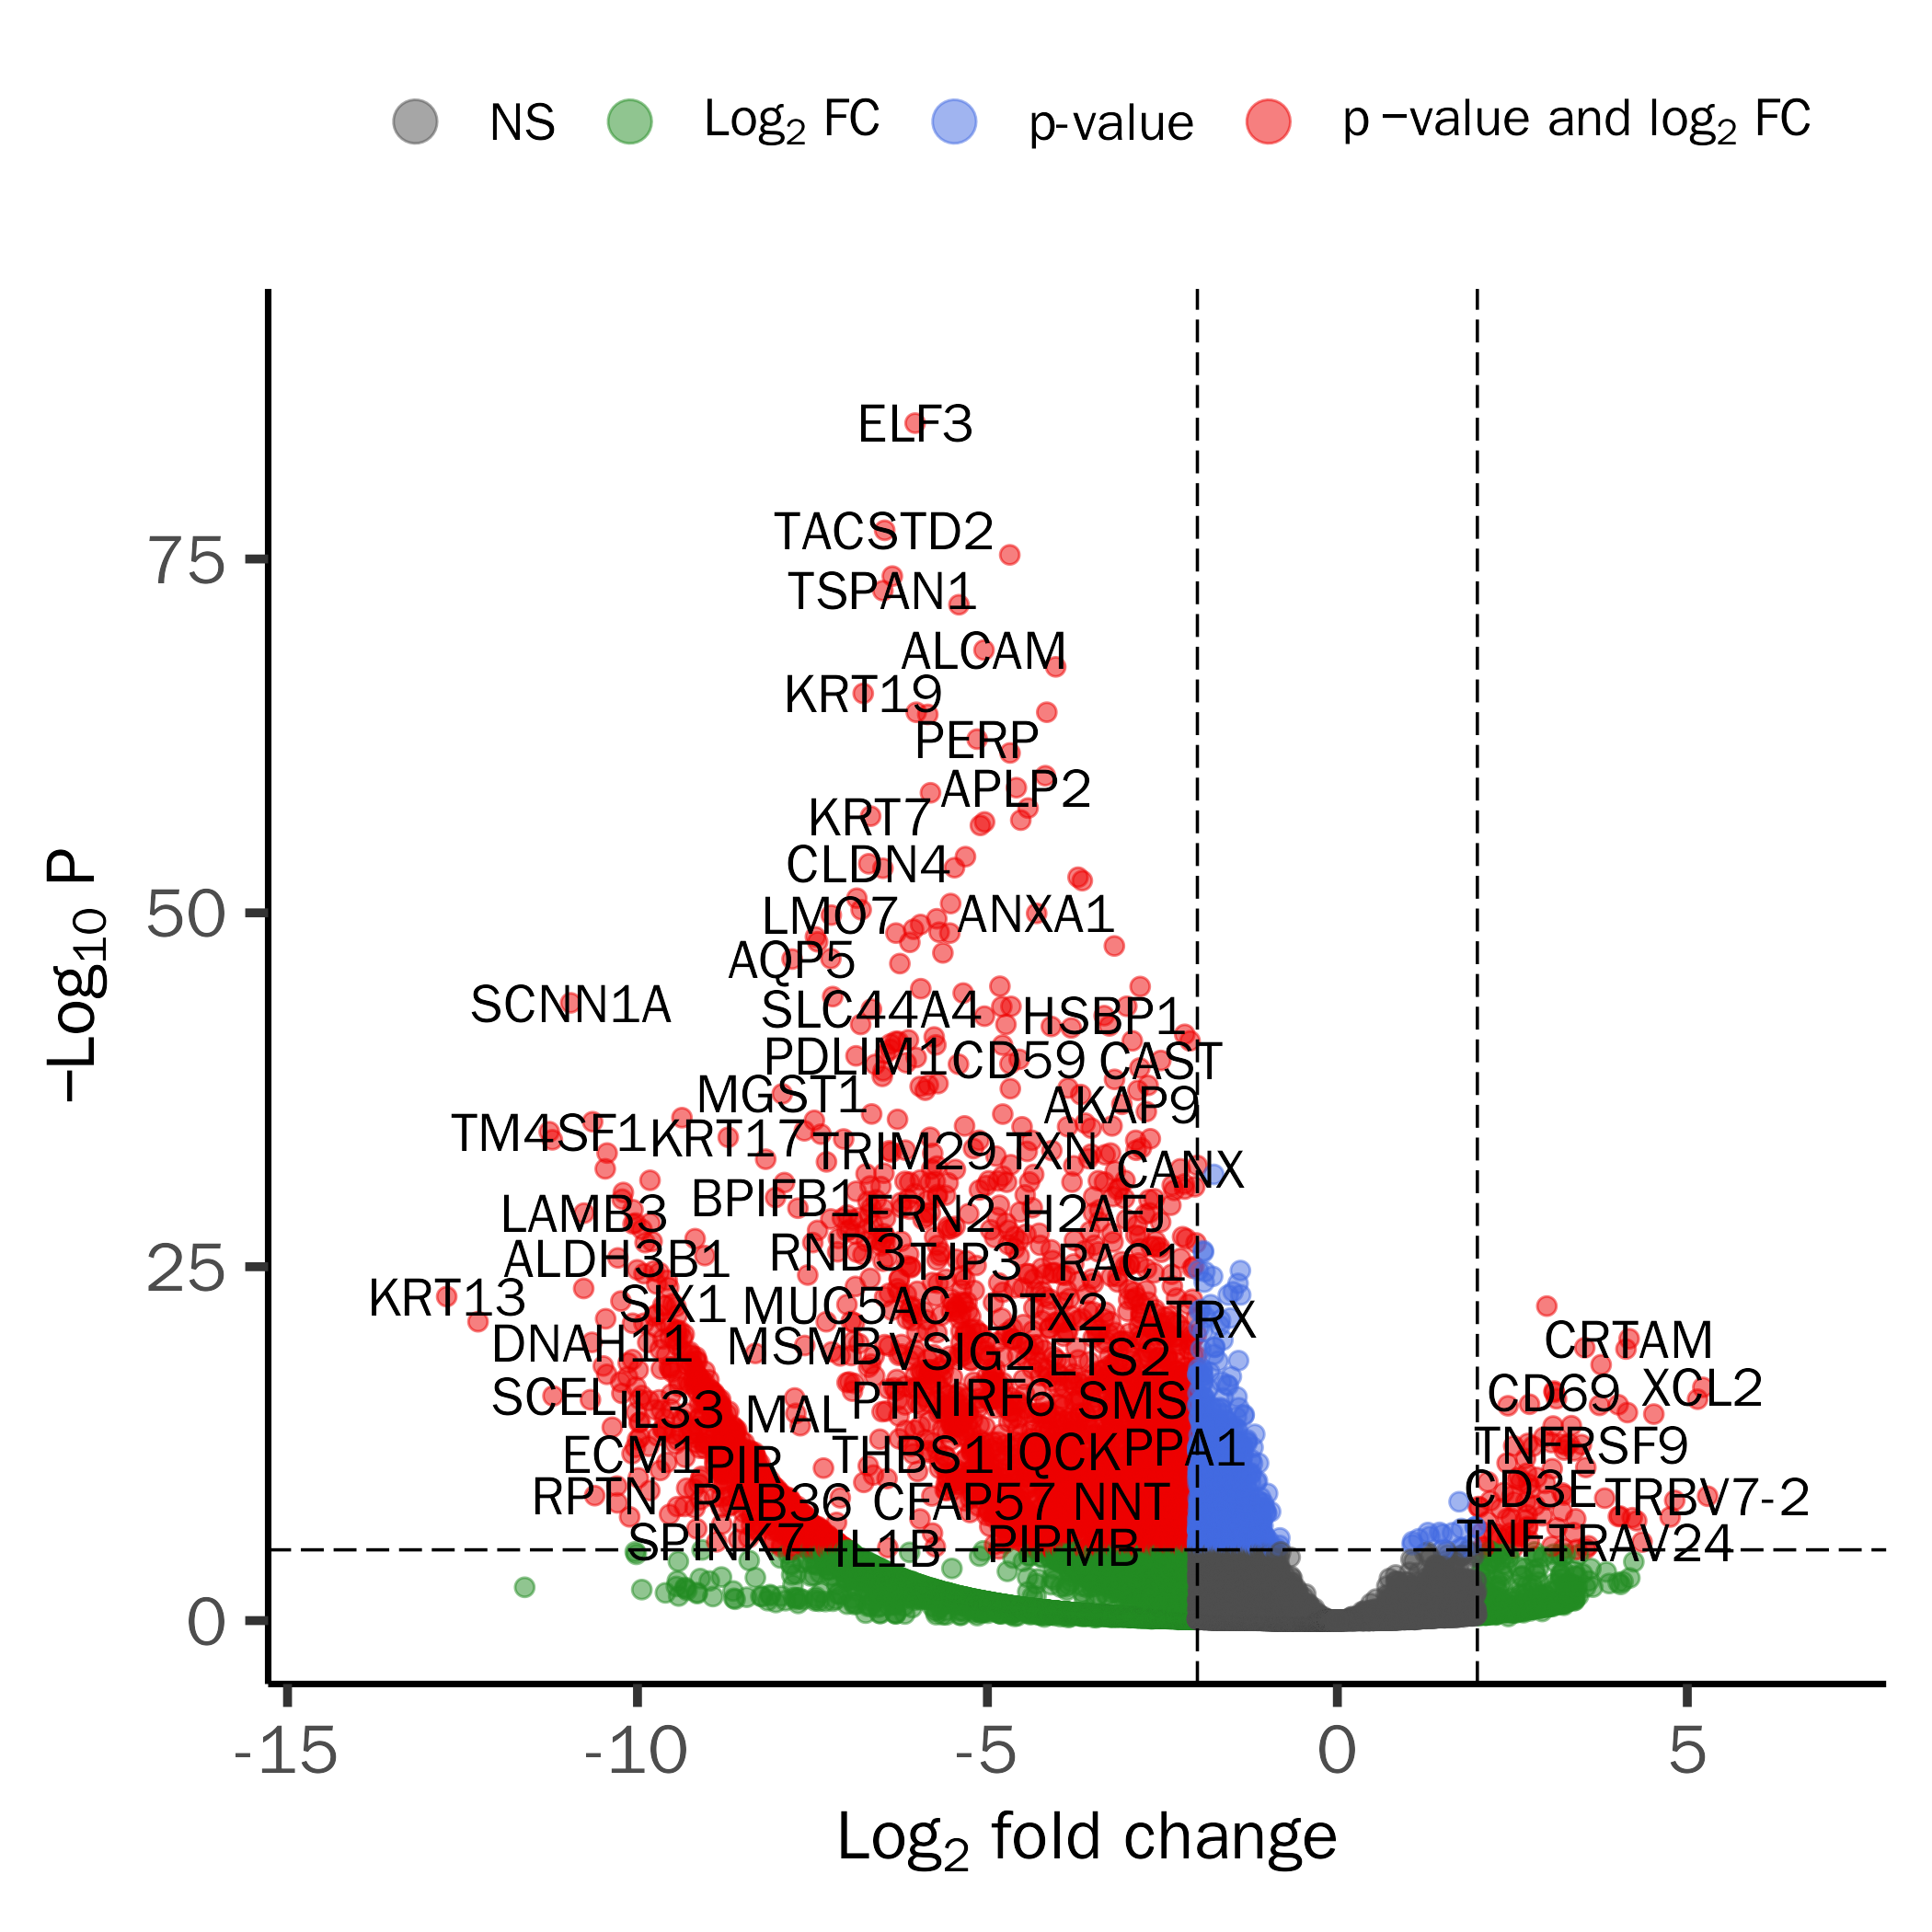 NS Log2 FC p-value p −value and log2 FC
ELF3
TACSTD2
75
TSPAN1
ALCAM
KRT19
PERP
APLP2
KRT7
CLDN4
50
LMO7 ANXA1
AQP5
SCNN1A SLC44A4 HSBP1
PDLIM1 CD59 CAST
MGST1 AKAP9
TM4SF1 KRT17 TRIM29 TXN
CANX
BPIFB1
LAMB3 ERN2 H2AFJ
25
ALDH3B1 RND3 TJP3 RAC1
KRT13 SIX1 MUC5AC DTX2 ATRX
DNAH11 MSMB VSIG2 ETS2 CRTAM
SCEL IL33 MAL PTN IRF6 SMS CD69 XCL2
ECM1 PIR THBS1 IQCK PPA1 TNFRSF9
RPTN RAB36 CFAP57 NNT CD3E TRBV7-2
SPINK7 IL1B PIP MB TNF TRAV24
0
-15 -10 -5 0 5
Log2 fold change
−Log10 P